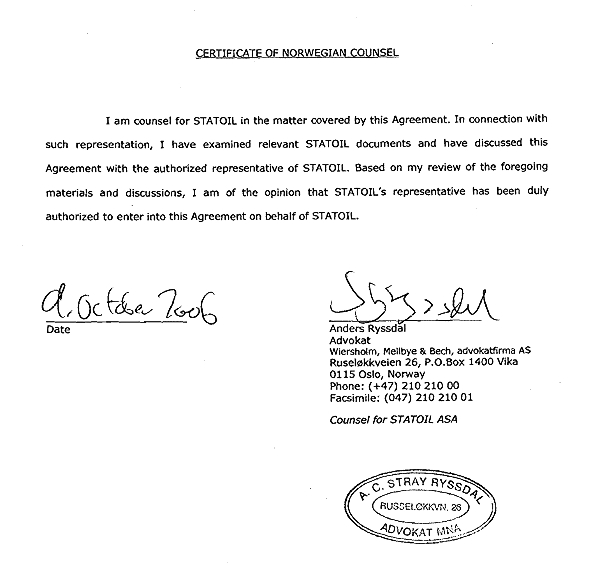 CERTIFICATE OF NORWEGIAN COUNSEL
I am counsel for STATOIL in the matter covered by this Agreement. In connection with
such representation, I have examined relevant STATOIL documents and have discussed this
Agreement with the authorized representative of STATOIL. Based on my review of the foregoing
materials and discussions, I am of the opinion that STATOIL's representative has been duly
authorized to enter into this Agreement on behalf of STATOIL.
October 2006
Date
Anders Ryssdal
Advokat
Wiersholm, Mellbye & Bech, advokatfirma AS
Ruseløkkveien 26, P.O.Box 1400 Vika
0115 Oslo, Norway
Phone: (+47) 210 210 00
Facsimile: (047) 210 210 01
Counsel for STATOIL ASA
A. C. STRAY RYSSDAL
RUSSELØKKVN. 26
ADVOKAT MNA